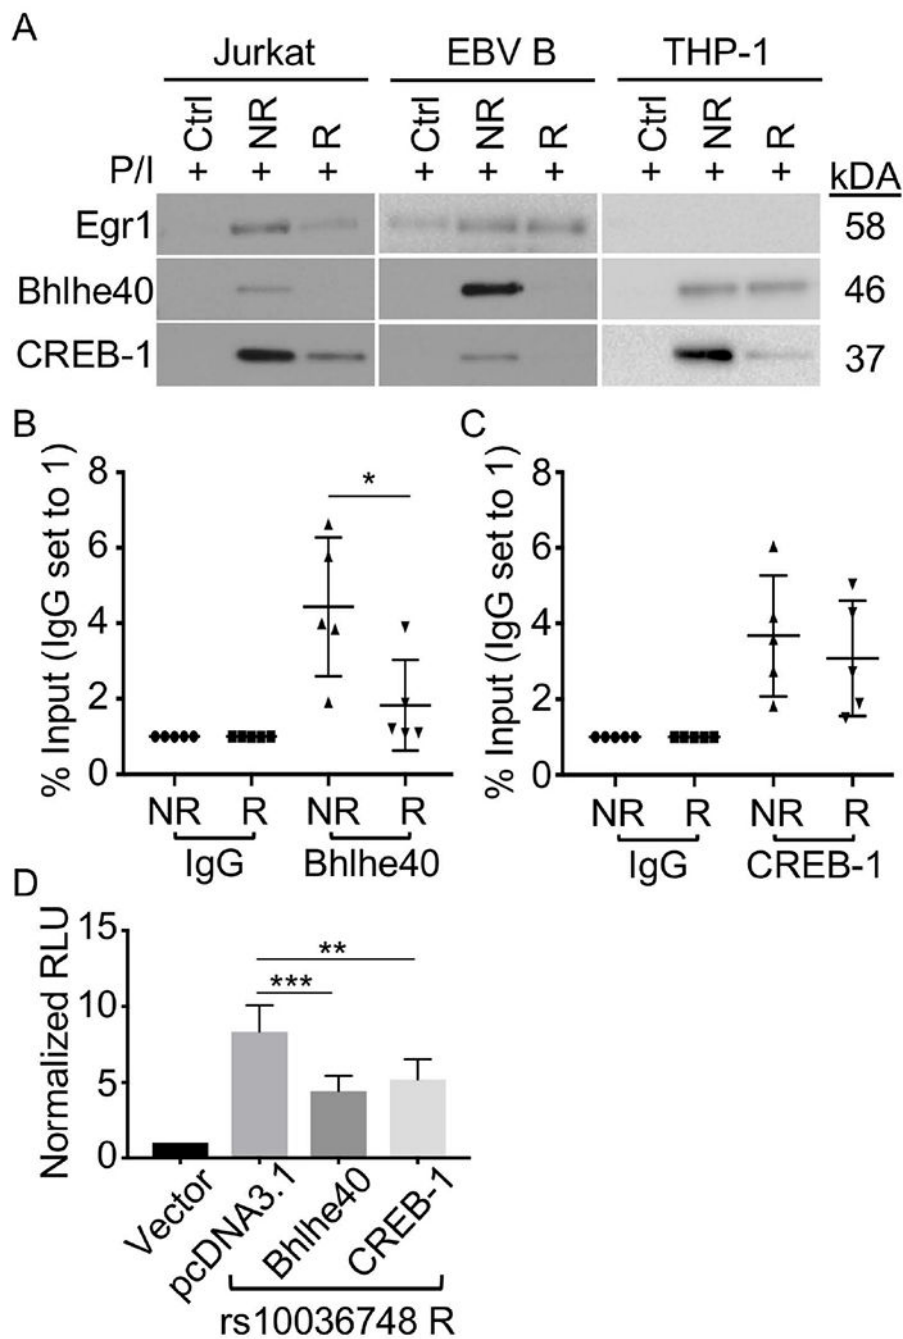 A
Jurkat EBV B THP-1
Ctrl NR R Ctrl NR R Ctrl NR R
P/I + + + + + + + + + kDA
Egr1 58
Bhlhe40 46
CREB-1 37
B
% Input (IgG set to 1)
8
6
4
2
0
*
NR R NR R
IgG Bhlhe40
C
% Input (IgG set to 1)
8
6
4
2
0
NR R NR R
IgG CREB-1
D
Normalized RLU
15
10
5
0
**
***
Vector pcDNA3.1 Bhlhe40 CREB-1
rs10036748 R